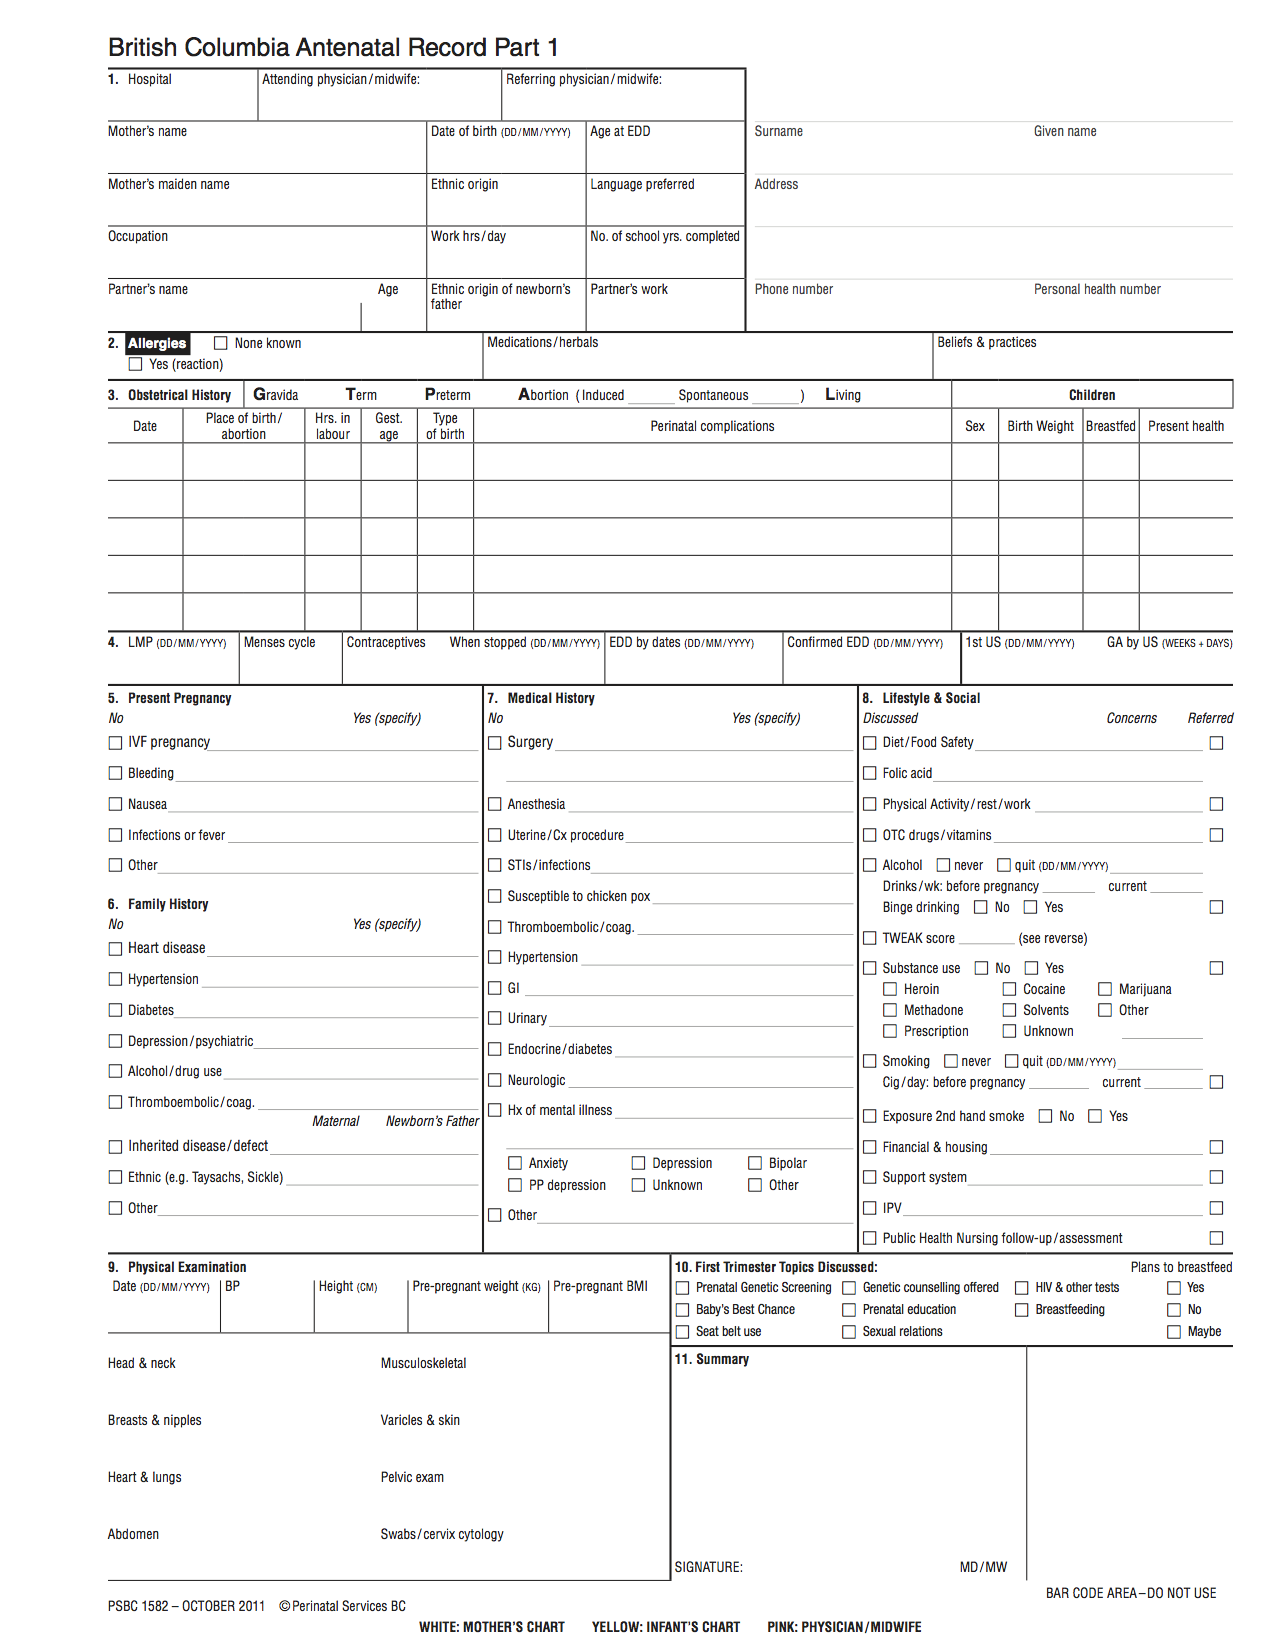 British Columbia Antenatal Record Part 1
1. Hospital Attending physician/midwife: Referring physician/midwife:
Mother's name Date of birth (DD/MM/YYYY) Age at EDD Surname Given name
Mother's maiden name Ethnic origin Language preferred Address
Occupation Work hrs/day No. of school yrs. completed
Partner's name Age Ethnic origin of newborn's father Partner's work Phone number Personal health number
2. Allergies None known Medications/herbals Beliefs & practices
Yes (reaction)
3. Obstetrical History Gravida Term Preterm Abortion (Induced ______ Spontaneous ______) Living Children
Date Place of birth/abortion Hrs. in labour Gest. age Type of birth Perinatal complications Sex Birth Weight Breastfed Present health
4. LMP (DD/MM/YYYY) Menses cycle Contraceptives When stopped (DD/MM/YYYY) EDD by dates (DD/MM/YYYY) Confirmed EDD (DD/MM/YYYY) 1st US (DD/MM/YYYY) GA by US (WEEKS + DAYS)
5. Present Pregnancy
No Yes (specify)
IVF pregnancy
Bleeding
Nausea
Infections or fever
Other
6. Family History
No Yes (specify)
Heart disease
Hypertension
Diabetes
Depression/psychiatric
Alcohol/drug use
Thromboembolic/coag.
Maternal Newborn's Father
Inherited disease/defect
Ethnic (e.g. Taysachs, Sickle)
Other
7. Medical History
No Yes (specify)
Surgery
Anesthesia
Uterine/Cx procedure
STIs/infections
Susceptible to chicken pox
Thromboembolic/coag.
Hypertension
GI
Urinary
Endocrine/diabetes
Neurologic
Hx of mental illness
Anxiety Depression Bipolar
PP depression Unknown Other
Other
8. Lifestyle & Social
Discussed Concerns Referred
Diet/Food Safety
Folic acid
Physical Activity/rest/work
OTC drugs/vitamins
Alcohol never quit (DD/MM/YYYY)
Drinks/wk: before pregnancy ______ current ______
Binge drinking No Yes
TWEAK score ______ (see reverse)
Substance use No Yes
Heroin Cocaine Marijuana
Methadone Solvents Other
Prescription Unknown
Smoking never quit (DD/MM/YYYY)
Cig/day: before pregnancy ______ current ______
Exposure 2nd hand smoke No Yes
Financial & housing
Support system
IPV
Public Health Nursing follow-up/assessment
9. Physical Examination
Date (DD/MM/YYYY) BP Height (CM) Pre-pregnant weight (KG) Pre-pregnant BMI
Head & neck Musculoskeletal
Breasts & nipples Varicles & skin
Heart & lungs Pelvic exam
Abdomen Swabs/cervix cytology
10. First Trimester Topics Discussed: Plans to breastfeed
Prenatal Genetic Screening Genetic counselling offered HIV & other tests Yes
Baby's Best Chance Prenatal education Breastfeeding No
Seat belt use Sexual relations Maybe
11. Summary
SIGNATURE: MD/MW
BAR CODE AREA–DO NOT USE
PSBC 1582 – OCTOBER 2011 © Perinatal Services BC
WHITE: MOTHER'S CHART YELLOW: INFANT'S CHART PINK: PHYSICIAN/MIDWIFE